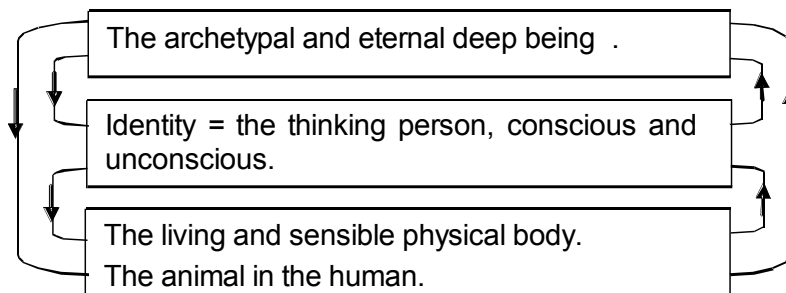 The archetypal and eternal deep being .
Identity = the thinking person, conscious and
unconscious.
The living and sensible physical body.
The animal in the human.